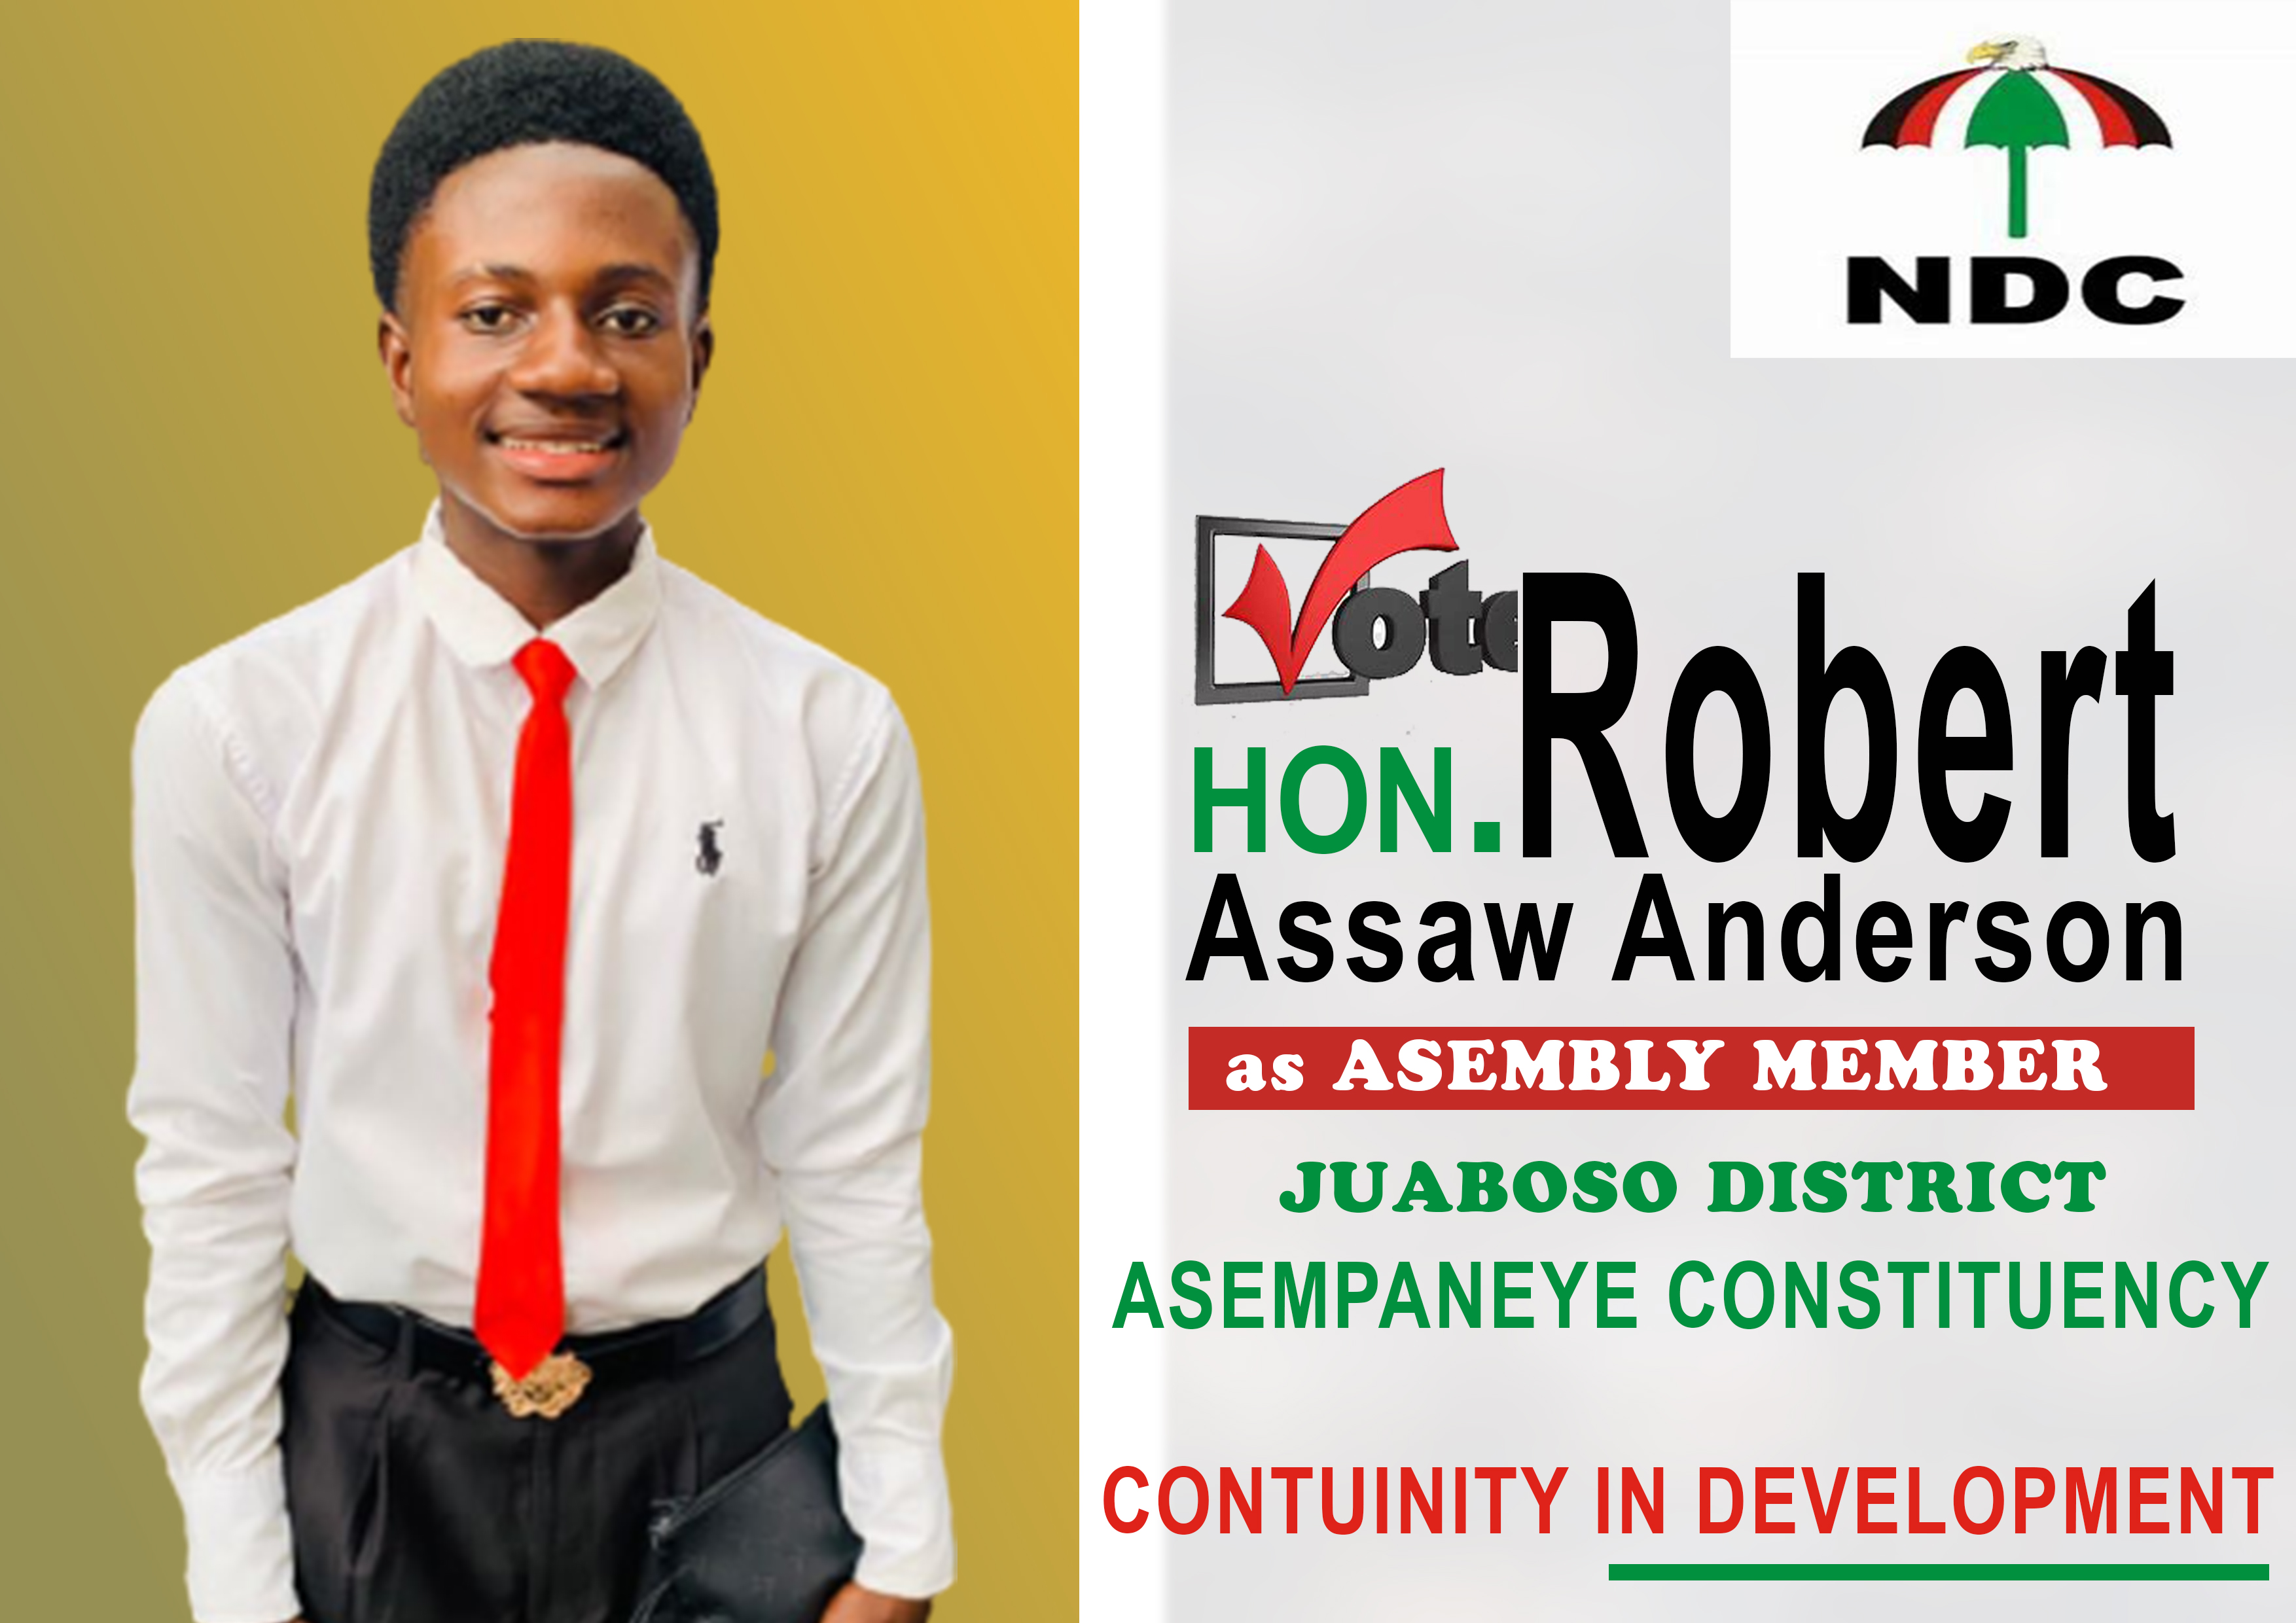 NDC
Vote
HON. Robert
Assaw Anderson
as ASEMBLY MEMBER
JUABOSO DISTRICT
ASEMPANEYE CONSTITUENCY
CONTUINITY IN DEVELOPMENT